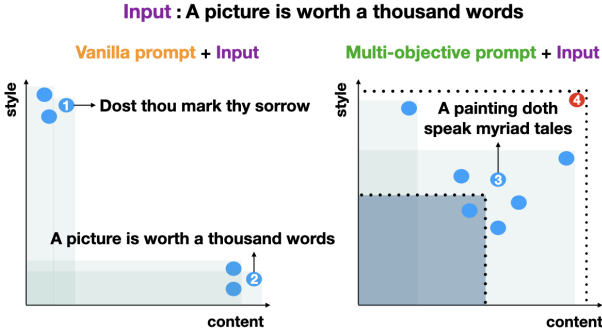 Input : A picture is worth a thousand words
Vanilla prompt + Input
style
1
Dost thou mark thy sorrow
A picture is worth a thousand words
2
content
Multi-objective prompt + Input
style
4
A painting doth
speak myriad tales
3
content